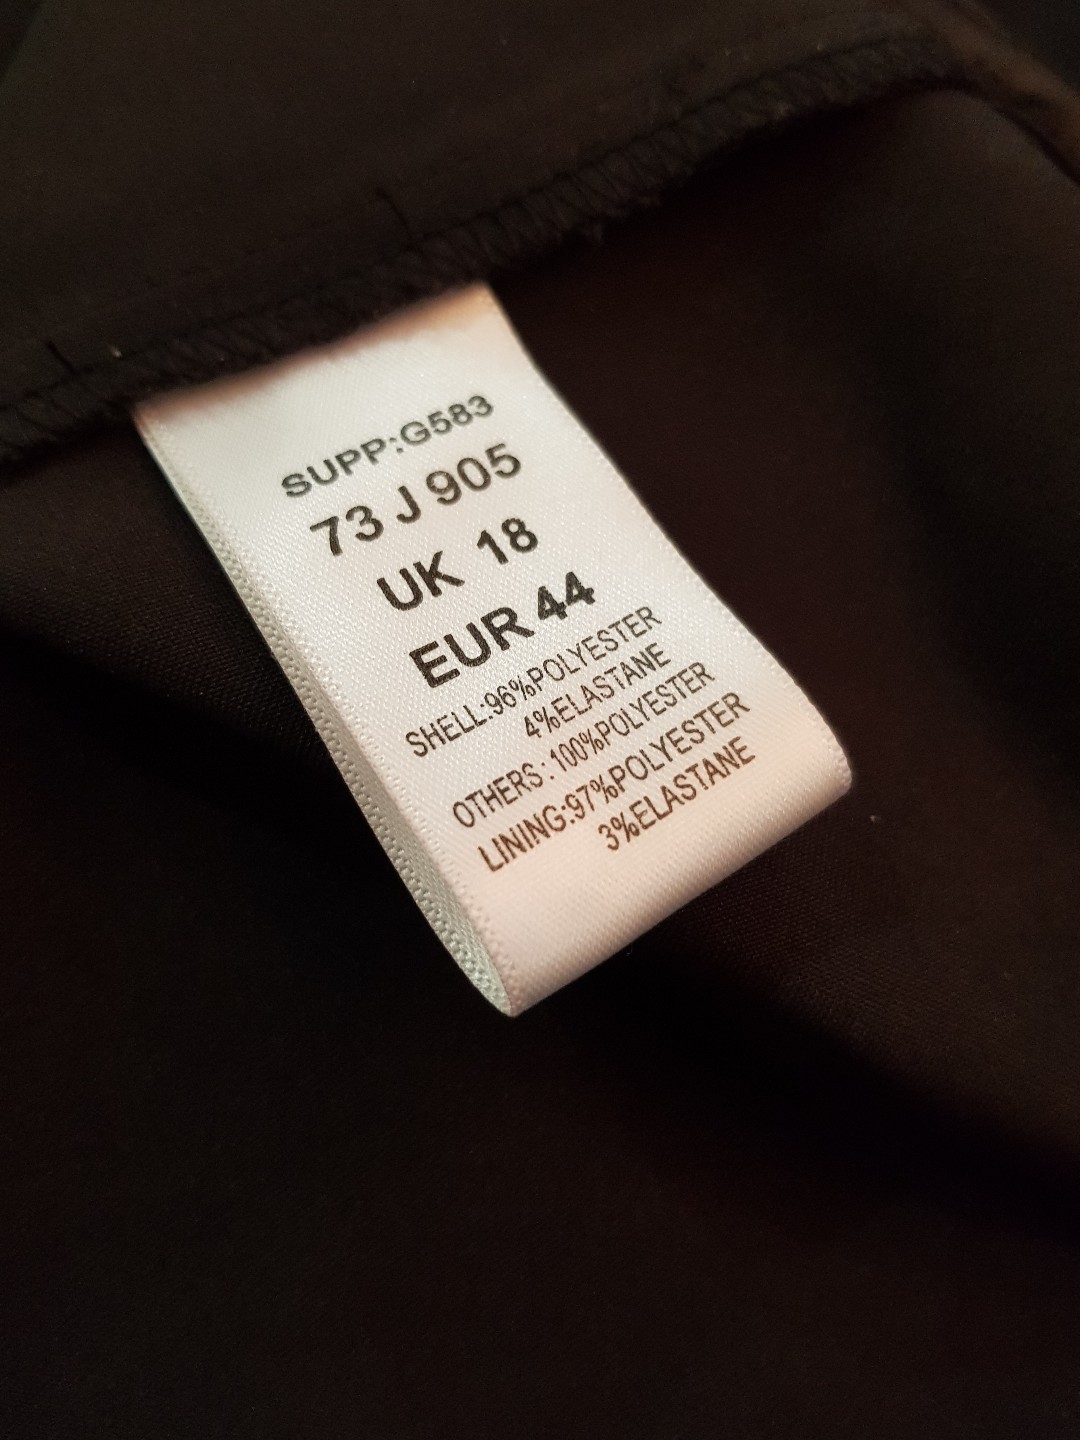 SUPP:G583
73 J 905
UK 18
EUR 44
SHELL:96%POLYESTER
4%ELASTANE
OTHERS:100%POLYESTER
LINING:97%POLYESTER
3%ELASTANE